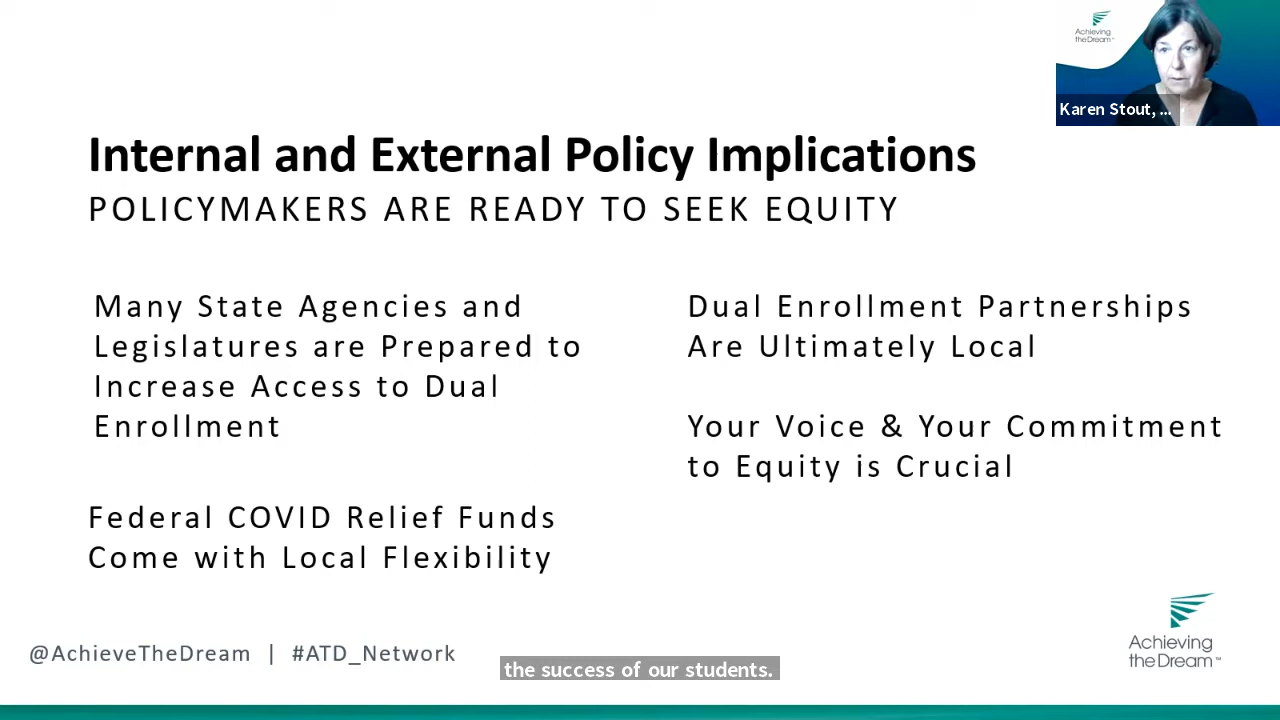 Achieving
the Dream™
Karen Stout, ...
Internal and External Policy Implications
POLICYMAKERS ARE READY TO SEEK EQUITY
Many State Agencies and
Legislatures are Prepared to
Increase Access to Dual
Enrollment
Federal COVID Relief Funds
Come with Local Flexibility
Dual Enrollment Partnerships
Are Ultimately Local
Your Voice & Your Commitment
to Equity is Crucial
@AchieveTheDream | #ATD_Network
the success of our students.
Achieving
the Dream™